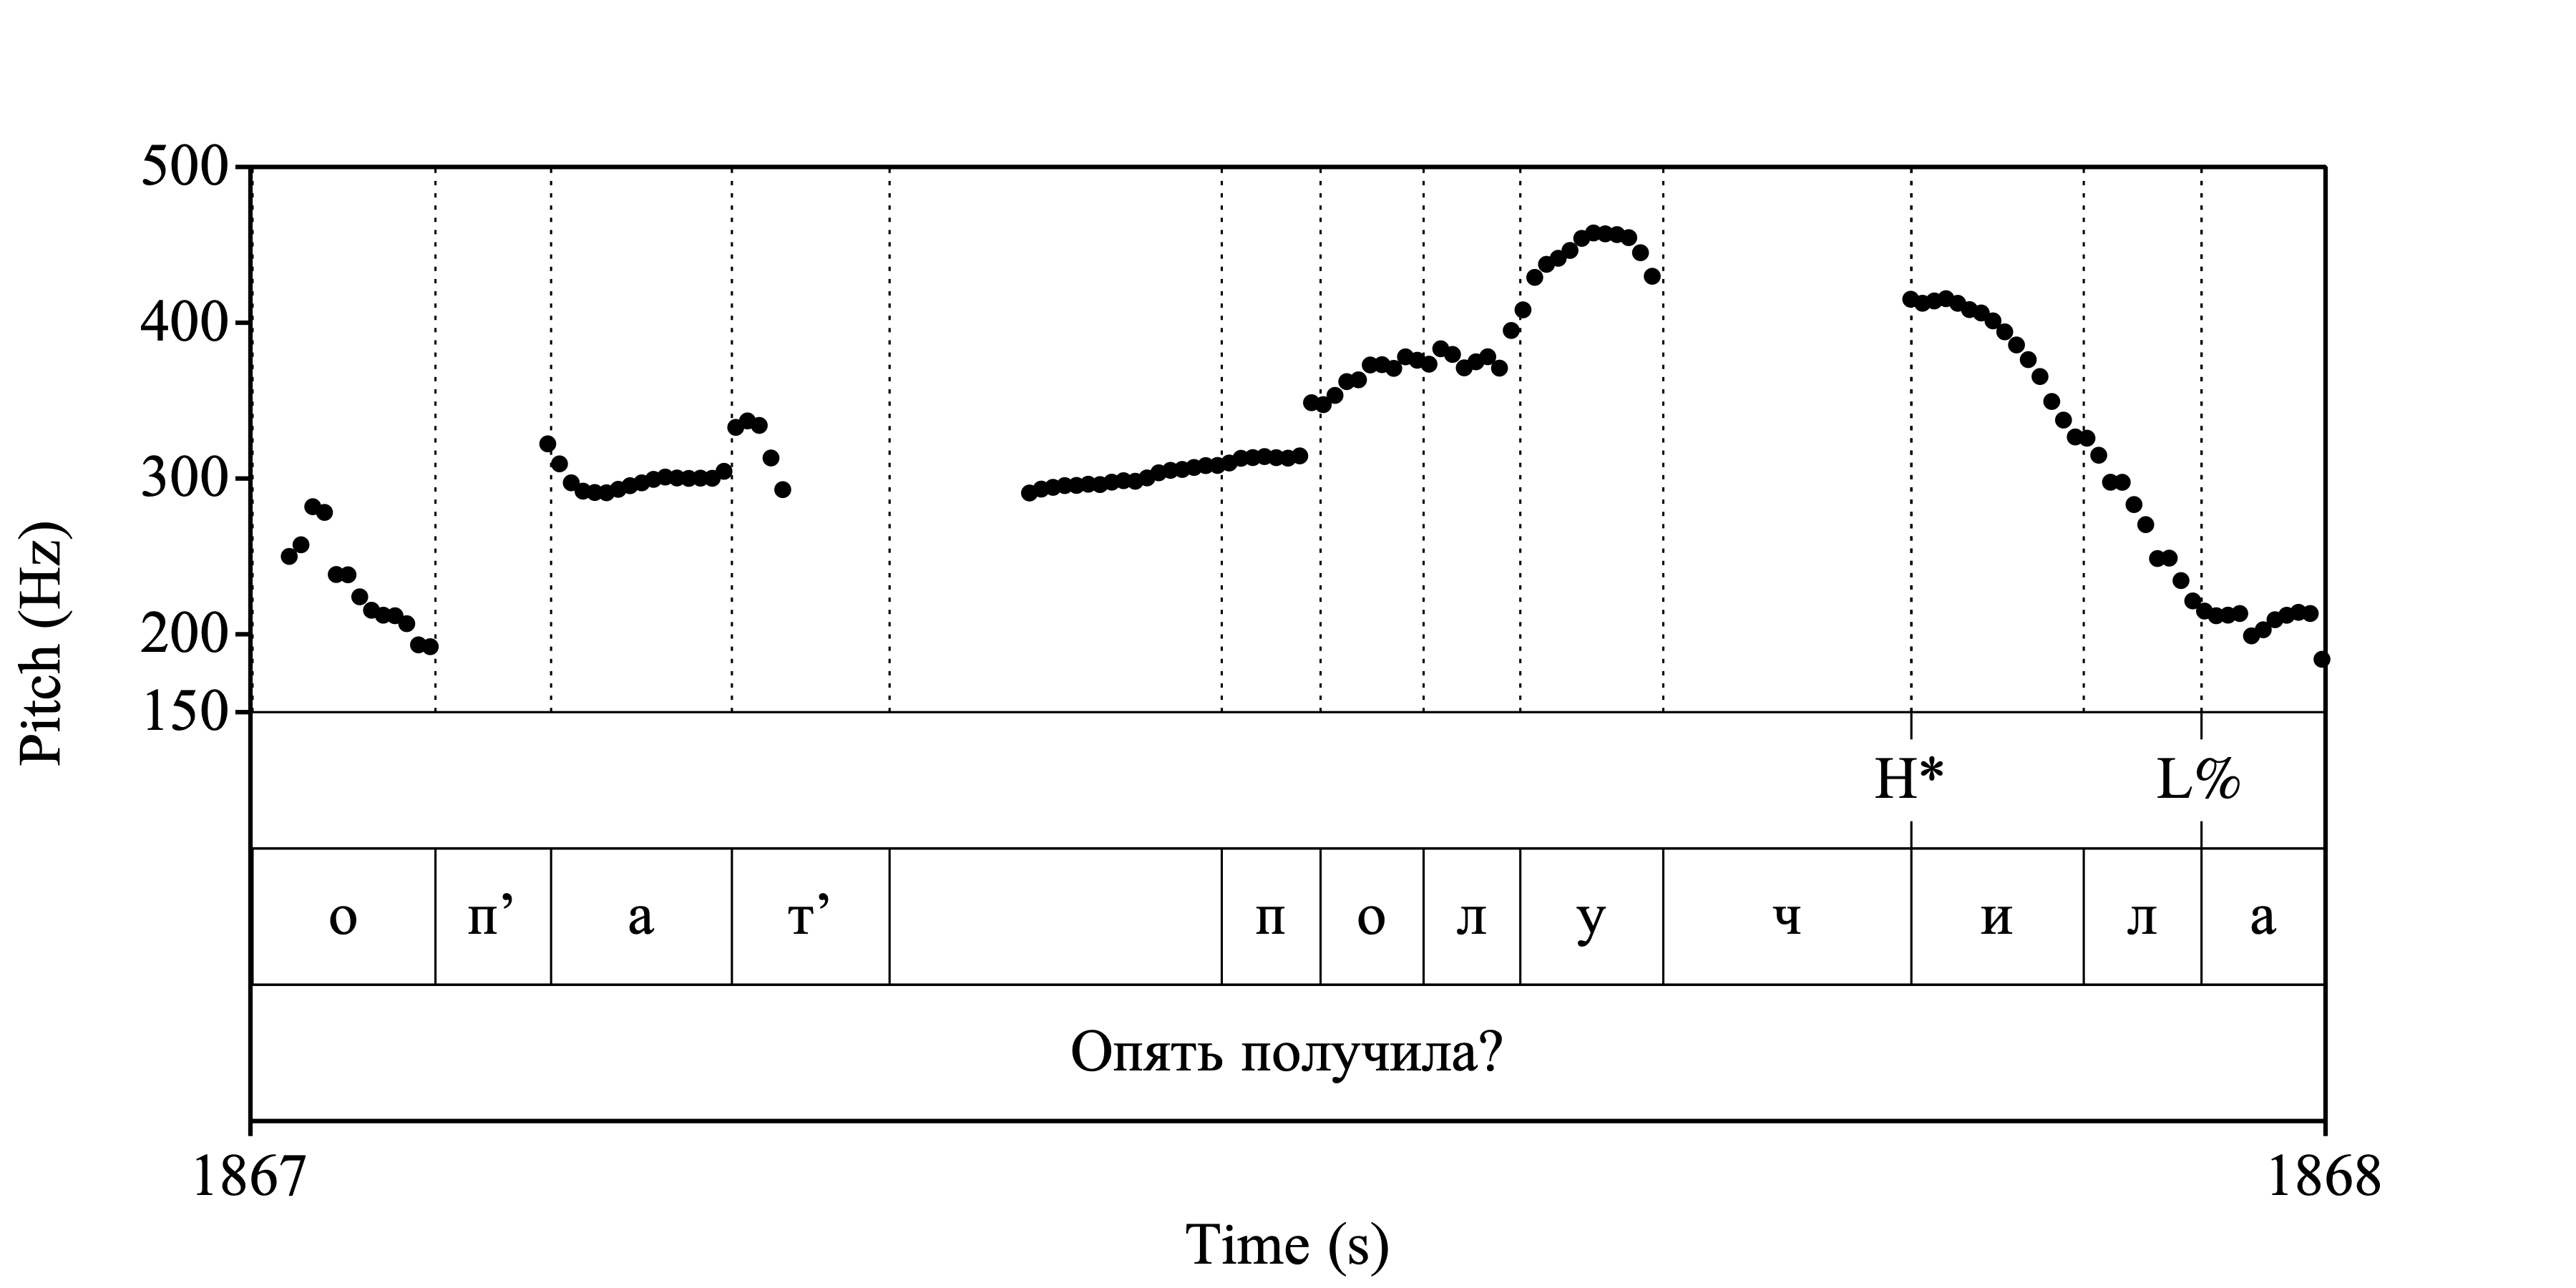 500
400
300
200
150
Pitch (Hz)
H* L%
о п’ а т’ п о л у ч и л а
Опять получила?
1867 1868
Time (s)